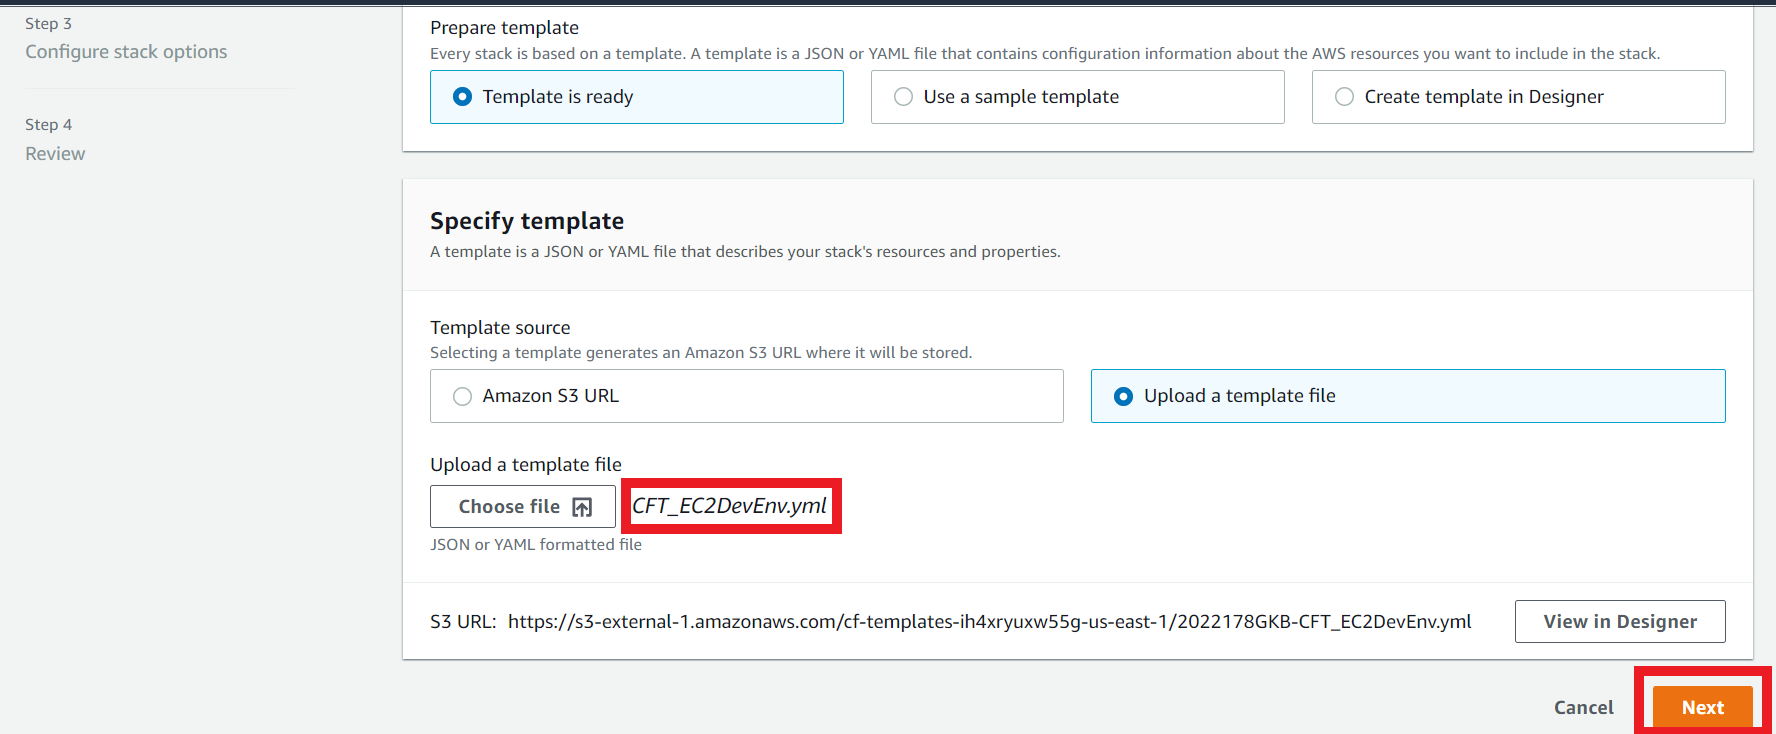 Step 3
Configure stack options
Step 4
Review
Prepare template
Every stack is based on a template. A template is a JSON or YAML file that contains configuration information about the AWS resources you want to include in the stack.
Template is ready
Use a sample template
Create template in Designer
Specify template
A template is a JSON or YAML file that describes your stack's resources and properties.
Template source
Selecting a template generates an Amazon S3 URL where it will be stored.
Amazon S3 URL
Upload a template file
Upload a template file
Choose file
CFT_EC2DevEnv.yml
JSON or YAML formatted file
S3 URL: https://s3-external-1.amazonaws.com/cf-templates-ih4xryuxw55g-us-east-1/2022178GKB-CFT_EC2DevEnv.yml
View in Designer
Cancel
Next